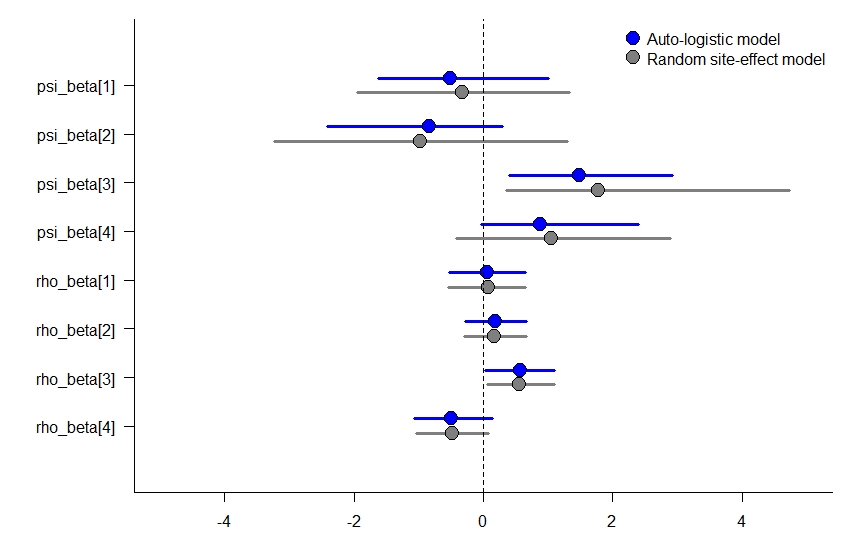 Auto-logistic model
Random site-effect model
psi_beta[1]
psi_beta[2]
psi_beta[3]
psi_beta[4]
rho_beta[1]
rho_beta[2]
rho_beta[3]
rho_beta[4]
-4 -2 0 2 4